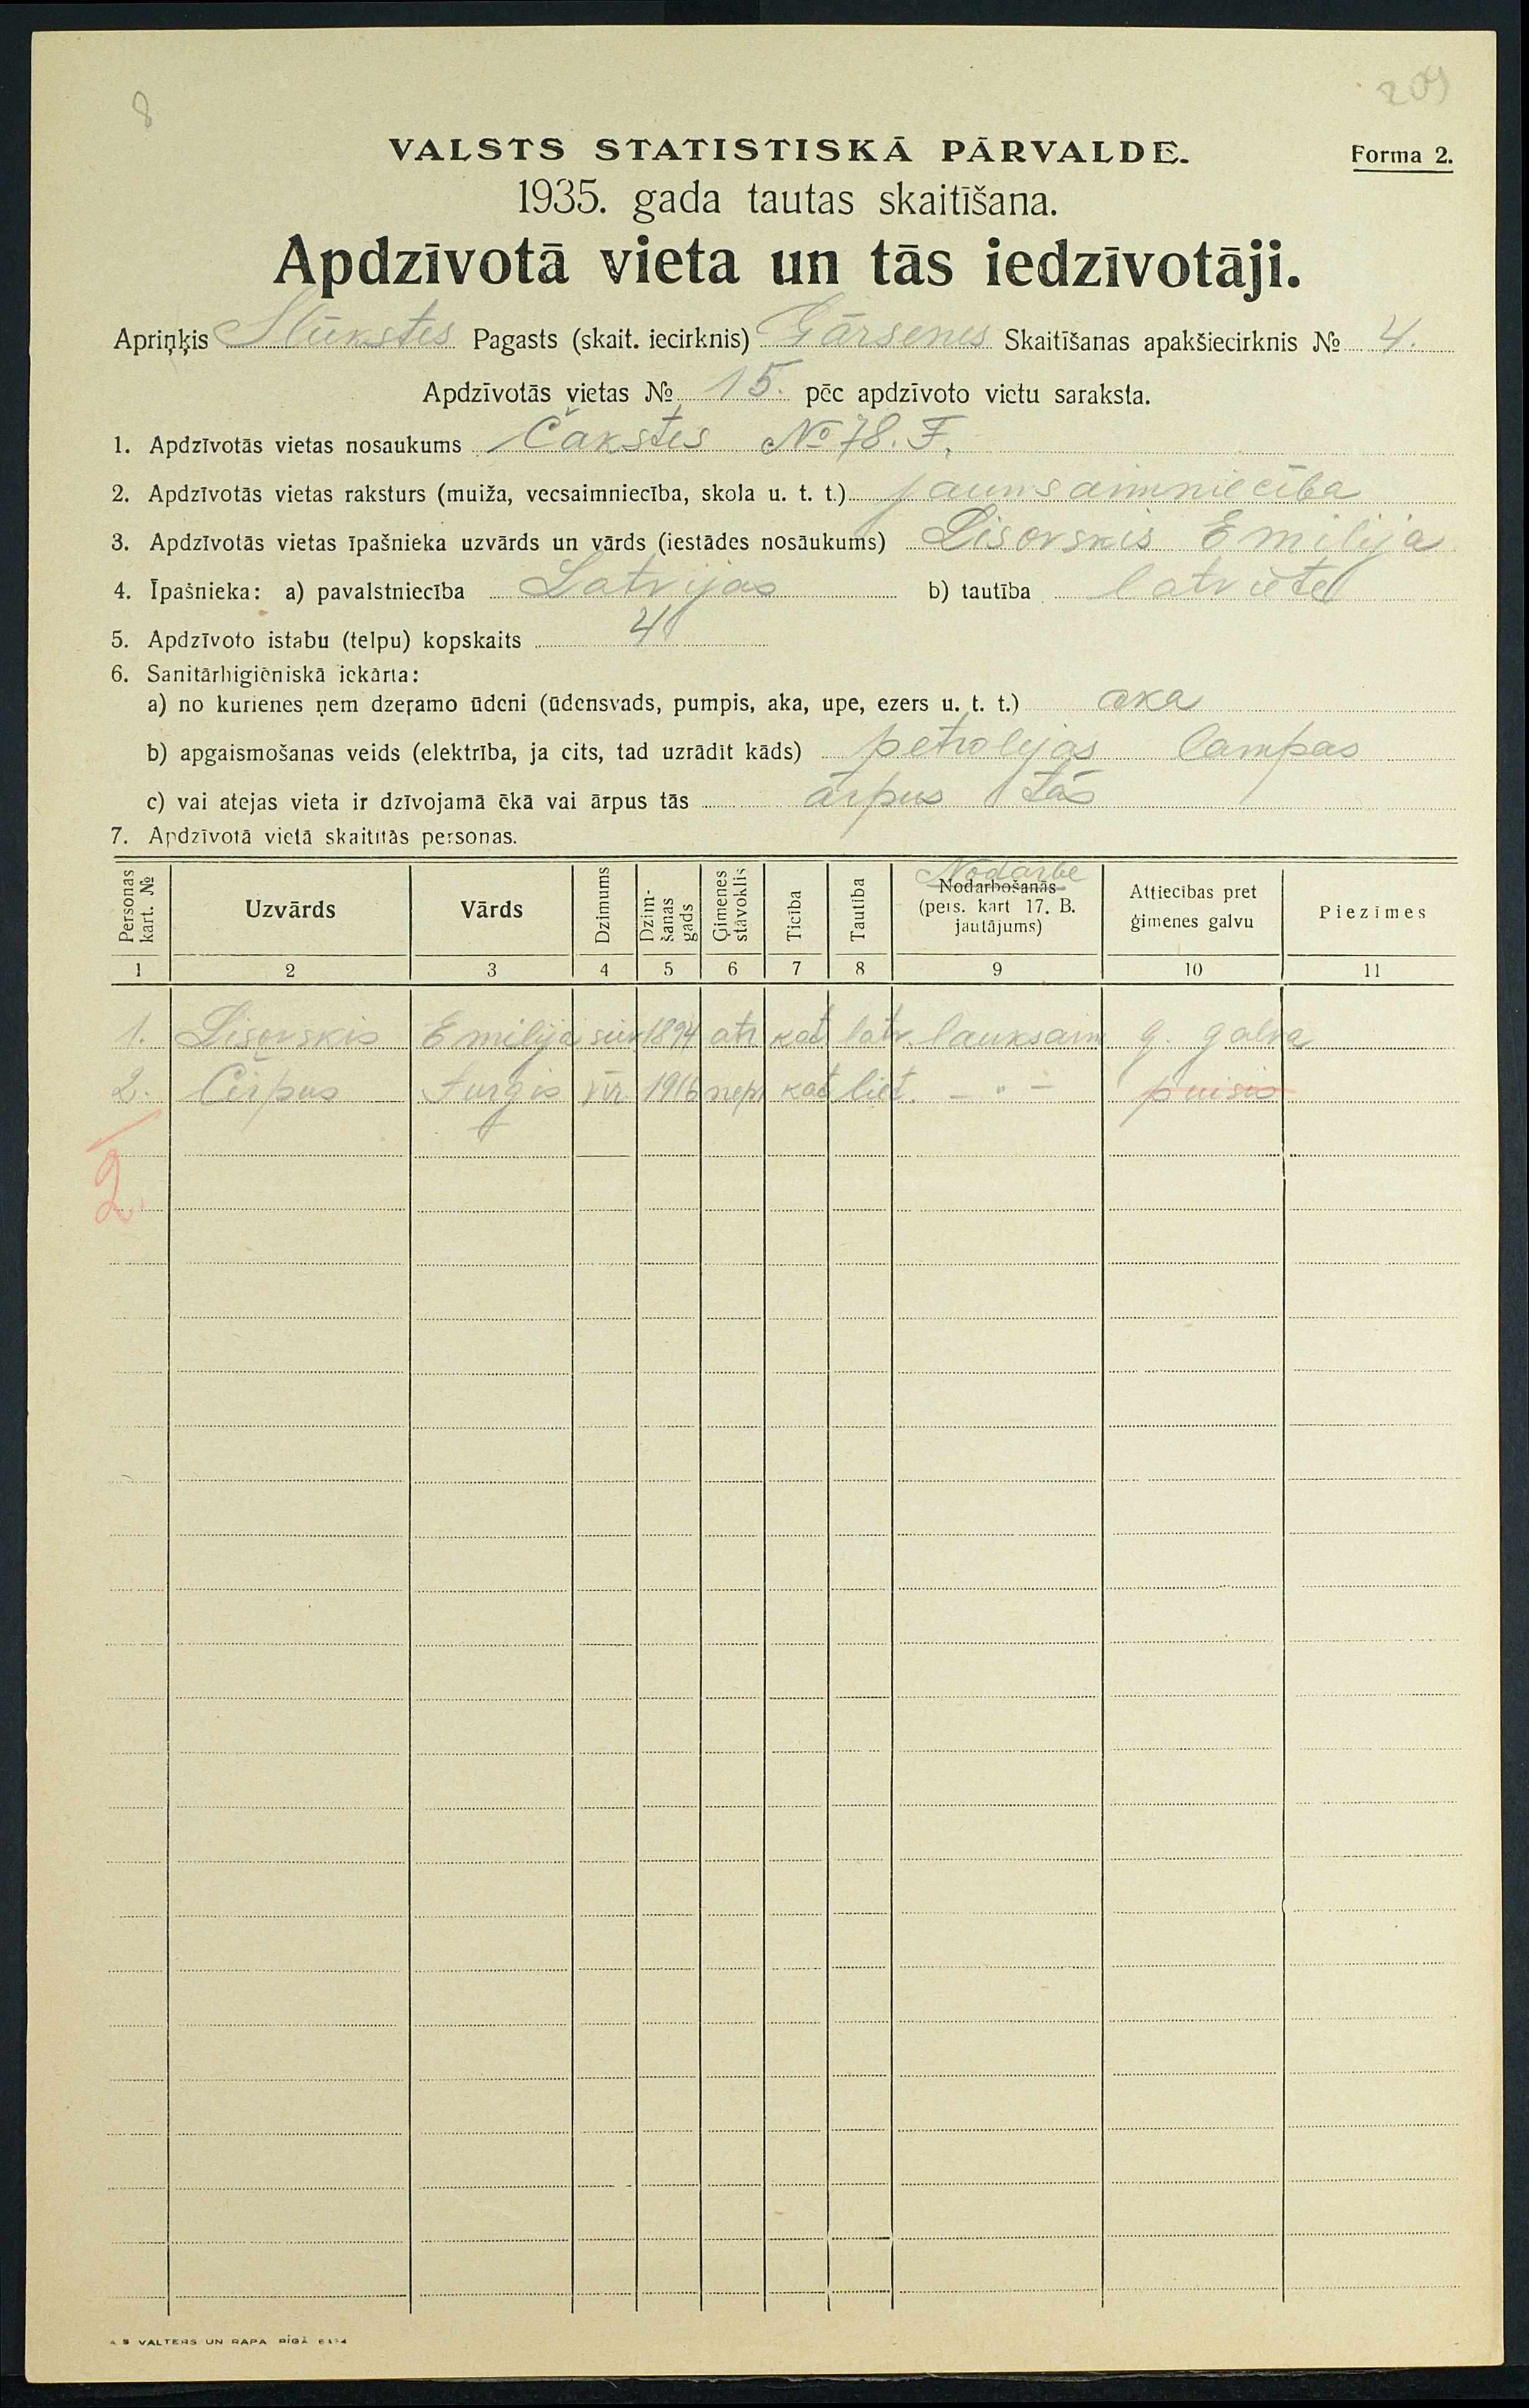 8
209
VALSTS STATISTISKĀ PĀRVALDE.
Forma 2.
1935. gada tautas skaitīšana.
Apdzīvotā vieta un tās iedzīvotāji.
Apriņķis Ilūkstes Pagasts (skait. iecirknis) Gārsenes Skaitīšanas apakšiecirknis № 4.
Apdzīvotās vietas № 15. pēc apdzīvoto vietu saraksta.
1. Apdzīvotās vietas nosaukums Čakstes № 78. F.
2. Apdzīvotās vietas raksturs (muiža, vecsaimniecība, skola u. t. t.) jaunsaimniecība
3. Apdzīvotās vietas īpašnieka uzvārds un vārds (iestādes nosaukums) Lisovskis Emilija
4. Īpašnieka: a) pavalstniecība Latvijas b) tautība latviete
5. Apdzīvoto istabu (telpu) kopskaits 4
6. Sanitārhigiēniskā iekārta:
a) no kurienes ņem dzeramo ūdeni (ūdensvads, pumpis, aka, upe, ezers u. t. t.) aka
b) apgaismošanas veids (elektrība, ja cits, tad uzrādīt kāds) petrolejas lampas
c) vai atejas vieta ir dzīvojamā ēkā vai ārpus tās ārpus tās
7. Apdzīvotā vietā skaitītās personas.
Personas kart. № Uzvārds Vārds Dzimums Dzimšanas gads Ģimenes stāvoklis Ticība Tautība Nodarbe Nodarbošanās (pers. kart 17. B. jautājums) Attiecības pret ģimenes galvu Piezīmes
1 2 3 4 5 6 7 8 9 10 11
1. Lisovskis Emilija siev 1894 atr kat latv. lauksaim g. galva
2. Cirpus Jurgis vīr. 1916 nepr kat liet. - " - puisis
2.
A S VALTERS UN RAPA RĪGĀ